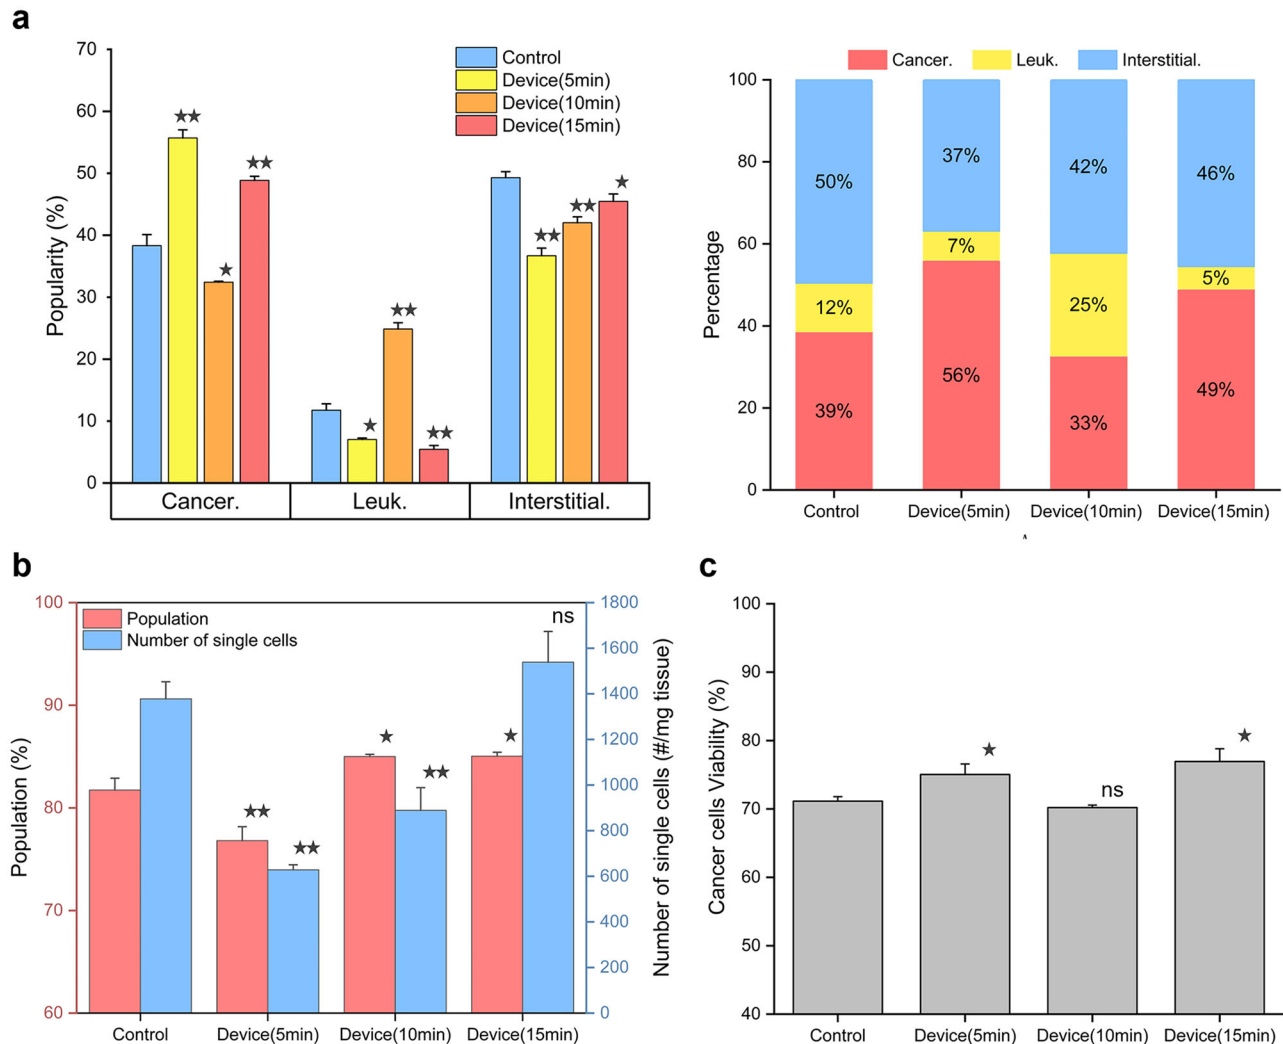 a
70
60
50
40
30
20
10
0
Popularity (%)
Control
Device(5min)
Device(10min)
Device(15min)
★★
★
★★
★
★★
★★
★★
★★
★
Cancer. Leuk. Interstitial.
Cancer. Leuk. Interstitial.
100
80
60
40
20
0
Percentage
50% 37% 42% 46%
12% 7% 25% 5%
39% 56% 33% 49%
Control Device(5min) Device(10min) Device(15min)
b
100
90
80
70
60
Population (%)
Population
Number of single cells
★★
★★
★
★★
★
ns
1800
1600
1400
1200
1000
800
600
400
200
0
Number of single cells (#/mg tissue)
Control Device(5min) Device(10min) Device(15min)
c
100
90
80
70
60
50
40
Cancer cells Viability (%)
★
ns
★
Control Device(5min) Device(10min) Device(15min)